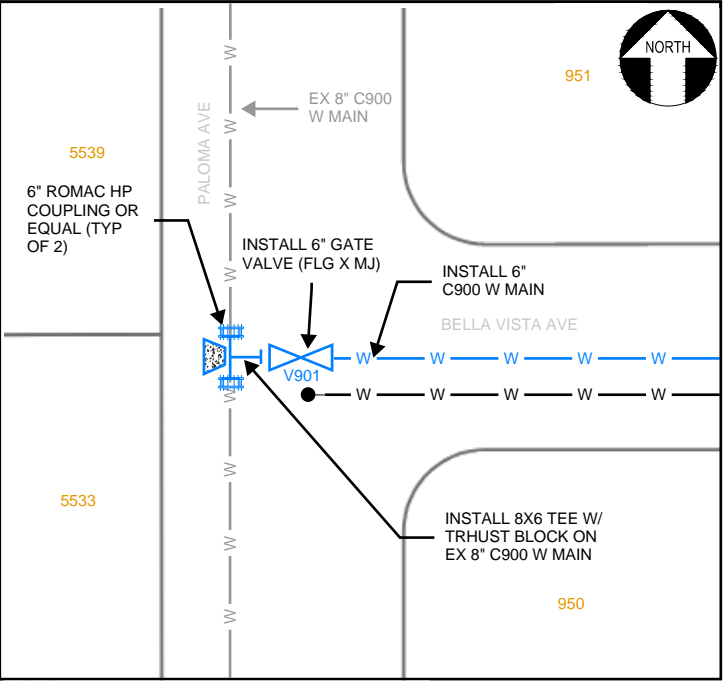 NORTH
951
EX 8" C900
W MAIN
PALOMA AVE
5539
6" ROMAC HP
COUPLING OR
EQUAL (TYP
OF 2)
INSTALL 6" GATE
VALVE (FLG X MJ)
INSTALL 6"
C900 W MAIN
BELLA VISTA AVE
W
W
W
W
W
W
W
W
W
W W W W W
V901
W W W W W
5533
INSTALL 8X6 TEE W/
TRHUST BLOCK ON
EX 8" C900 W MAIN
950